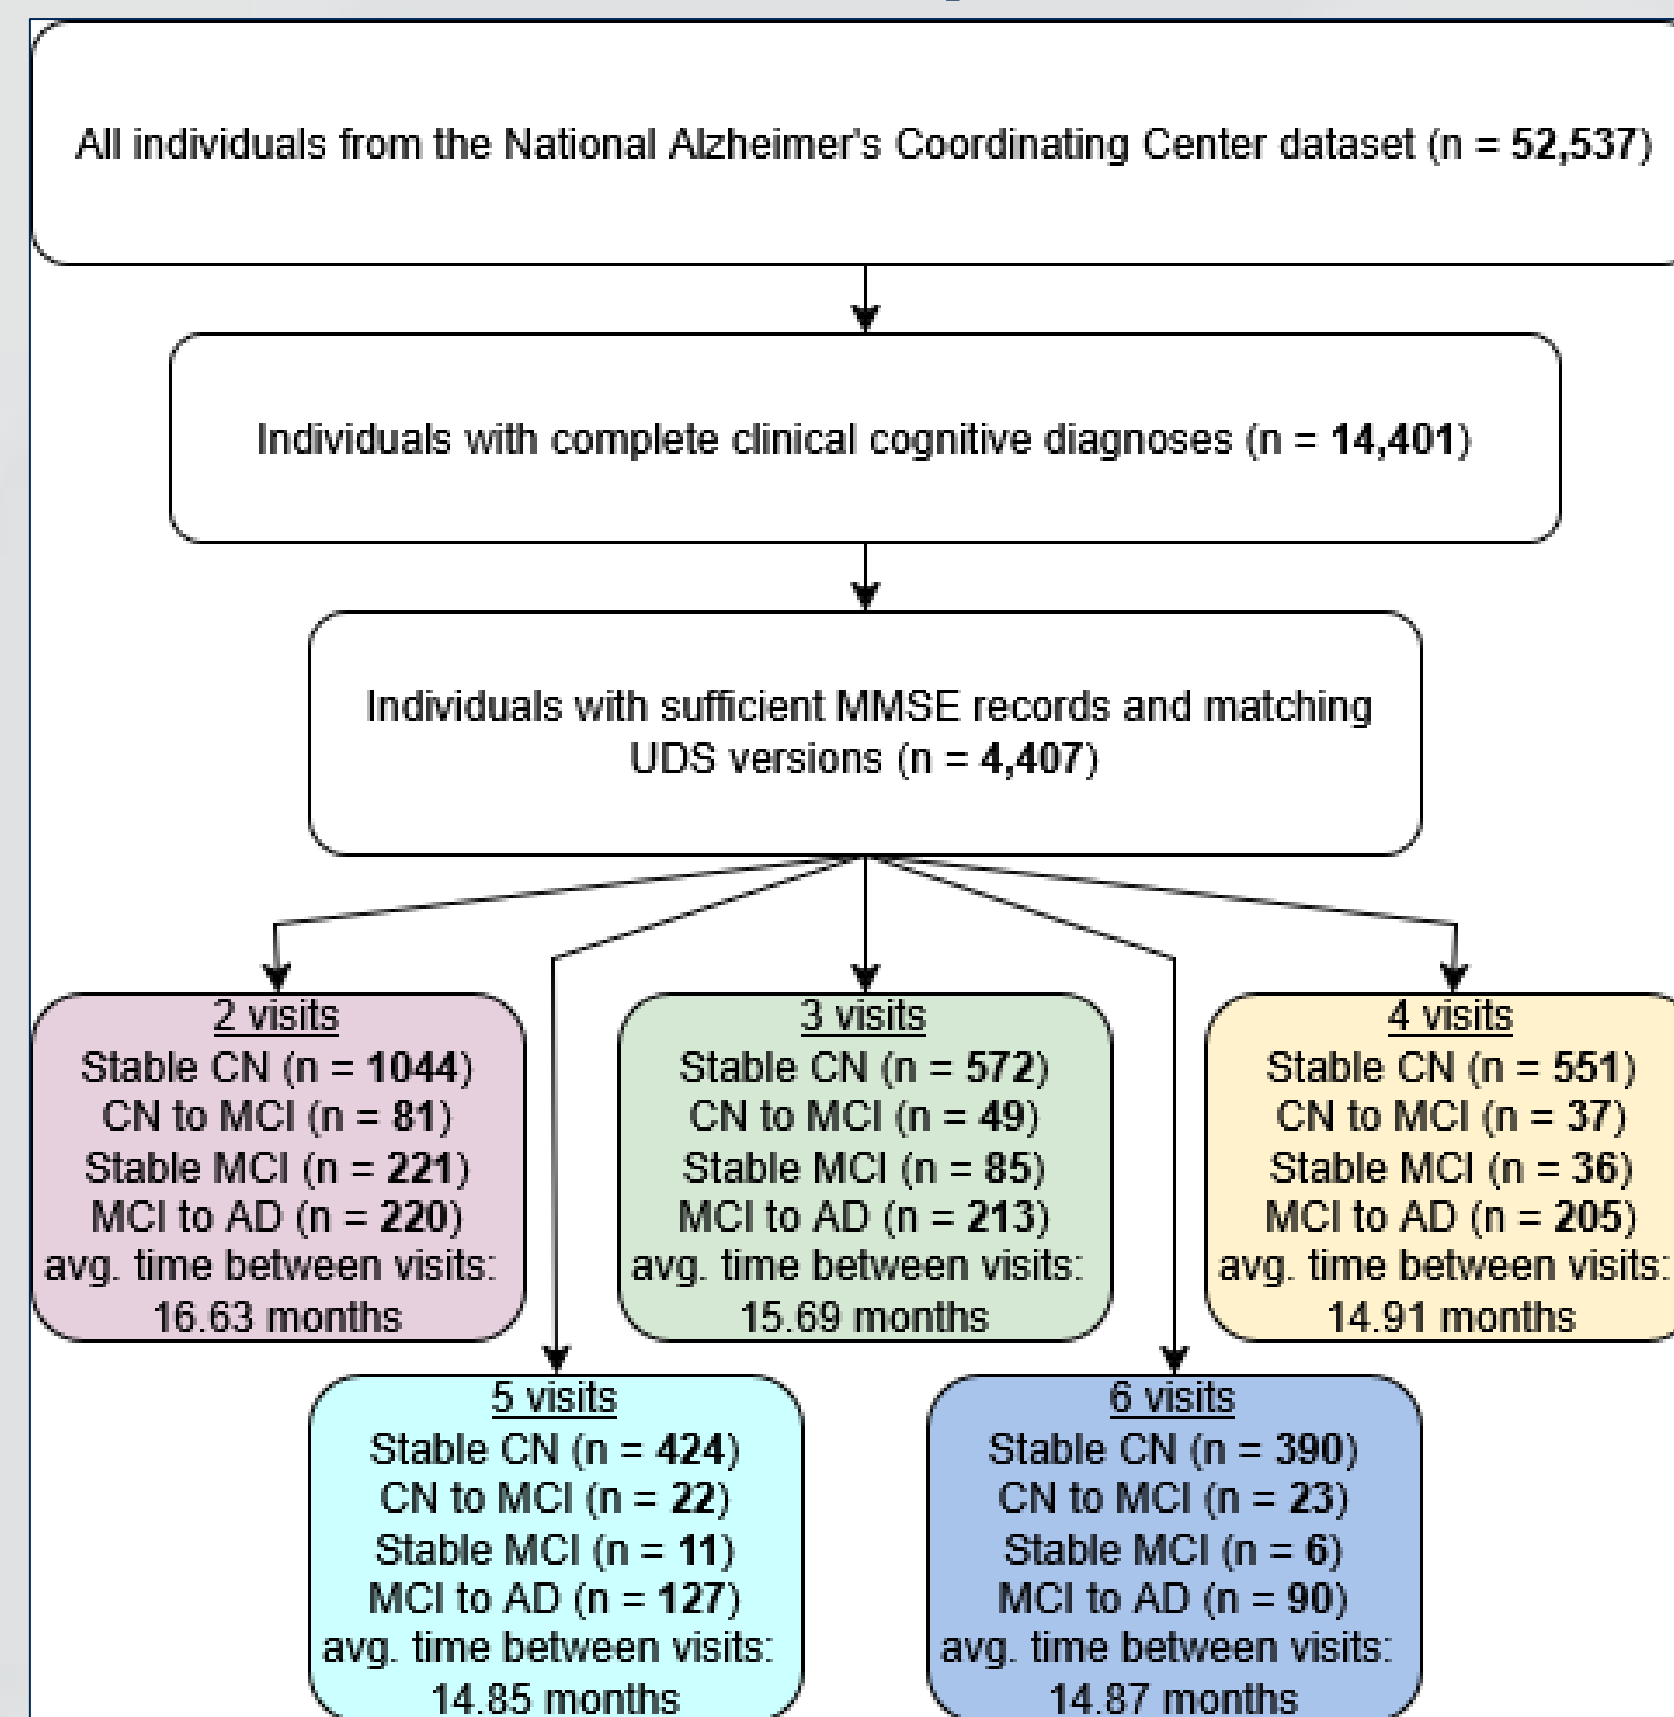 All individuals from the National Alzheimer's Coordinating Center dataset (n = 52,537)
Individuals with complete clinical cognitive diagnoses (n = 14,401)
Individuals with sufficient MMSE records and matching
UDS versions (n = 4,407)
2 visits
Stable CN (n = 1044)
CN to MCI (n = 81)
Stable MCI (n = 221)
MCI to AD (n = 220)
avg. time between visits:
16.63 months
3 visits
Stable CN (n = 572)
CN to MCI (n = 49)
Stable MCI (n = 85)
MCI to AD (n = 213)
avg. time between visits:
15.69 months
4 visits
Stable CN (n = 551)
CN to MCI (n = 37)
Stable MCI (n = 36)
MCI to AD (n = 205)
avg. time between visits:
14.91 months
5 visits
Stable CN (n = 424)
CN to MCI (n = 22)
Stable MCI (n = 11)
MCI to AD (n = 127)
avg. time between visits:
14.85 months
6 visits
Stable CN (n = 390)
CN to MCI (n = 23)
Stable MCI (n = 6)
MCI to AD (n = 90)
avg. time between visits:
14.87 months